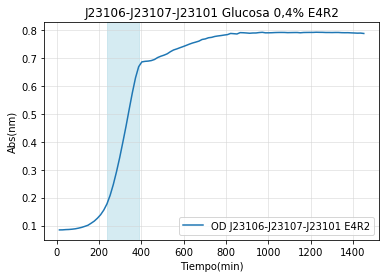 J23106-J23107-J23101 Glucosa 0,4% E4R2
Abs(nm)
0.8
0.7
0.6
0.5
0.4
0.3
0.2
0.1
OD J23106-J23107-J23101 E4R2
0 200 400 600 800 1000 1200 1400
Tiempo(min)